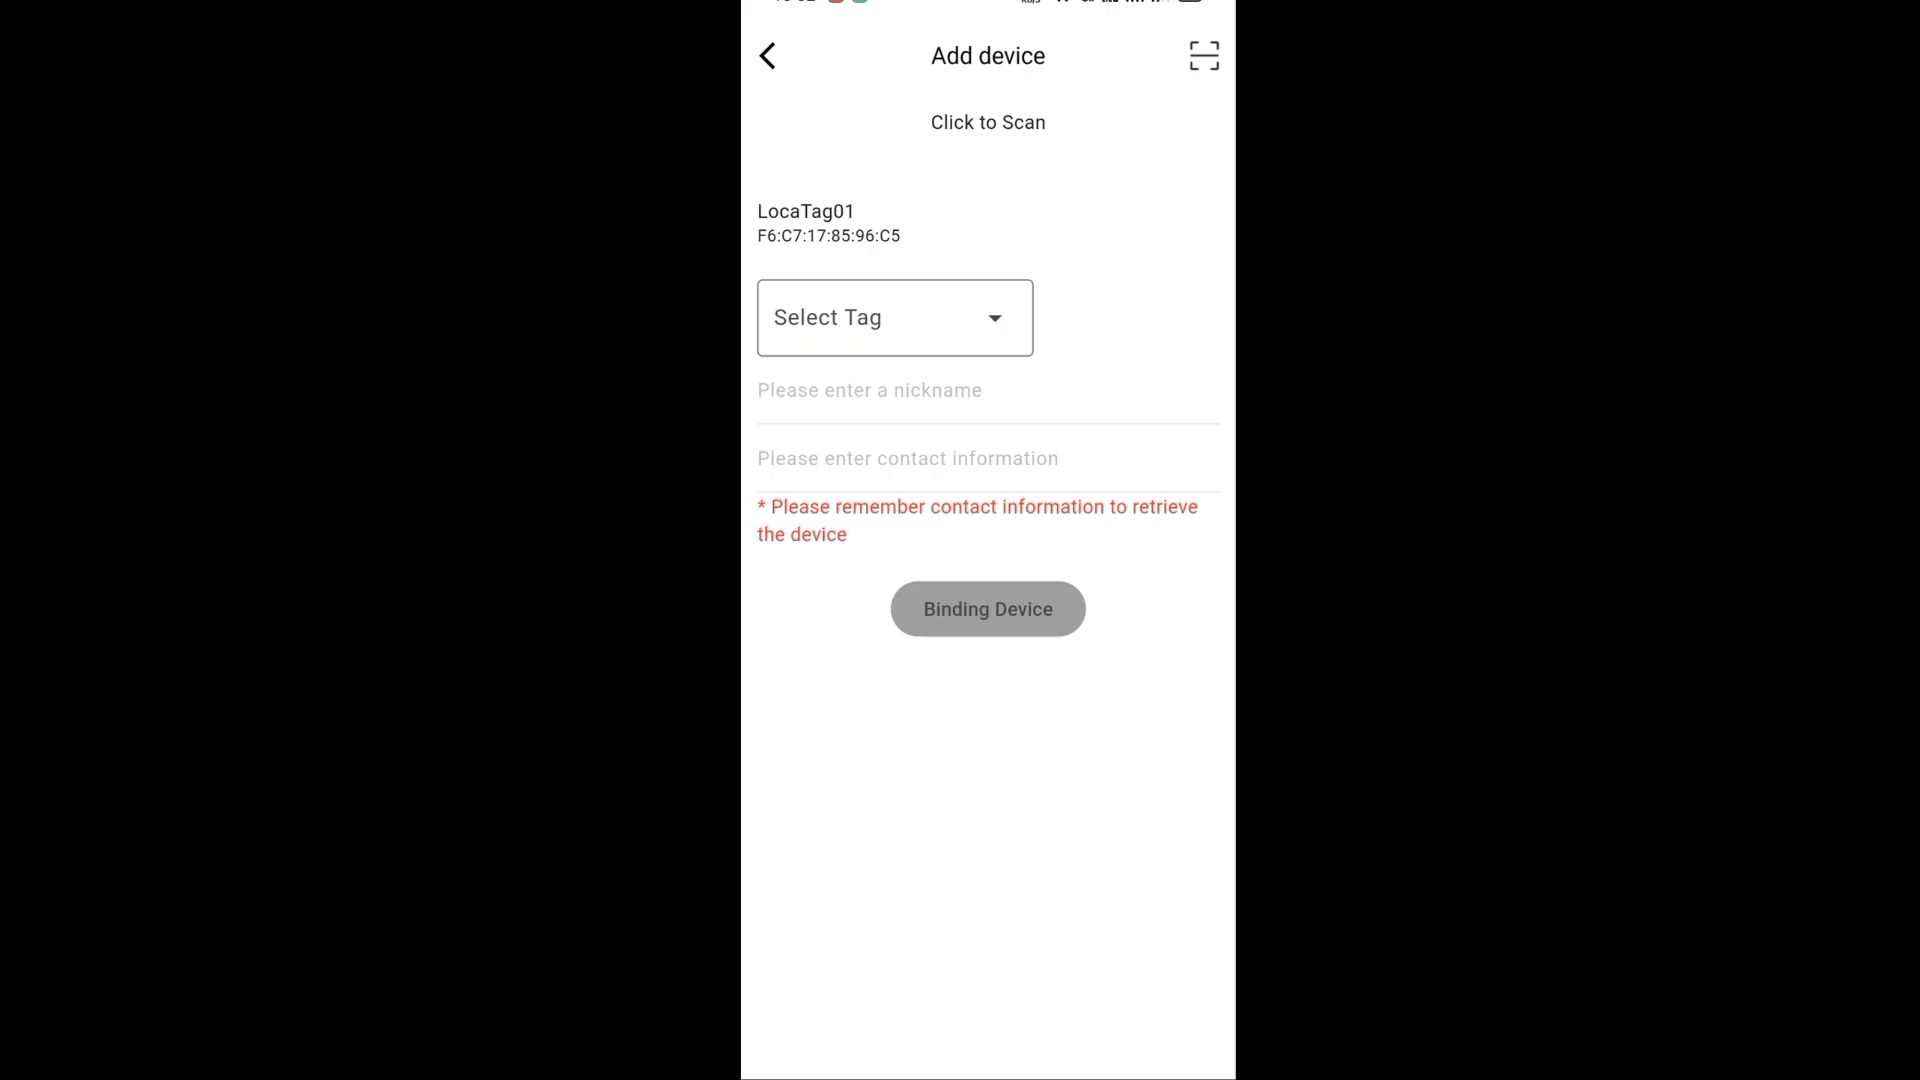 Add device
Click to Scan
LocaTag01
F6:C7:17:85:96:C5
Select Tag
Please enter a nickname
Please enter contact information
* Please remember contact information to retrieve
the device
Binding Device